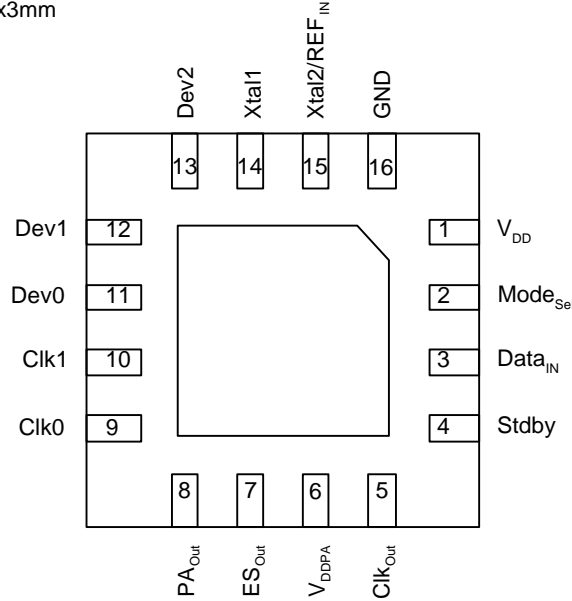 x3mm
Dev2
Xtal1
Xtal2/REF_IN
GND
13
14
15
16
Dev1 12
1 V_DD
Dev0 11
2 Mode_Se
Clk1 10
3 Data_IN
Clk0 9
4 Stdby
8
7
6
5
PA_Out
ES_Out
V_DDPA
Clk_Out